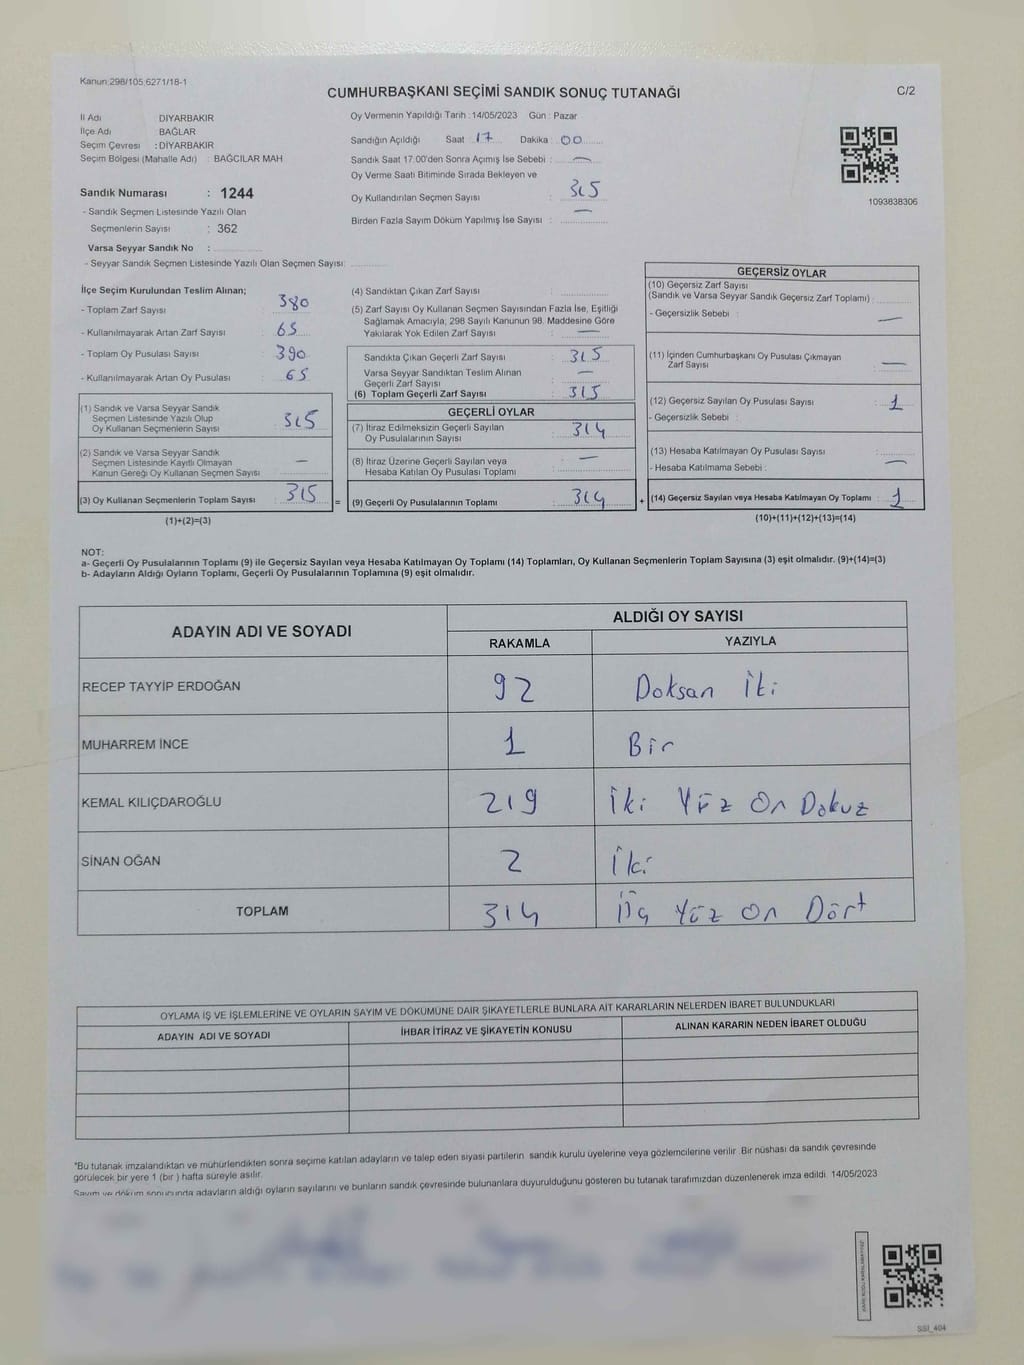 Kanun:298/105 6271/18-1
CUMHURBAŞKANI SEÇİMİ SANDIK SONUÇ TUTANAĞI
C/2
İl Adı DİYARBAKIR
İlçe Adı BAĞLAR
Seçim Çevresi : DİYARBAKIR
Seçim Bölgesi (Mahalle Adı) : BAĞCILAR MAH
Sandık Numarası : 1244
- Sandık Seçmen Listesinde Yazılı Olan
Seçmenlerin Sayısı : 362
Varsa Seyyar Sandık No :
- Seyyar Sandık Seçmen Listesinde Yazılı Olan Seçmen Sayısı:
Oy Vermenin Yapıldığı Tarih :14/05/2023 Gün : Pazar
Sandığın Açıldığı Saat : 17 Dakika : 00
Sandık Saat 17:00'den Sonra Açımış İse Sebebi : —
Oy Verme Saati Bitiminde Sırada Bekleyen ve
Oy Kullandırılan Seçmen Sayısı : 315
Birden Fazla Sayım Döküm Yapılmış İse Sayısı : —
1093838306
İlçe Seçim Kurulundan Teslim Alınan;
- Toplam Zarf Sayısı : 380
- Kullanılmayarak Artan Zarf Sayısı : 65
- Toplam Oy Pusulası Sayısı : 390
- Kullanılmayarak Artan Oy Pusulası : 65
(1) Sandık ve Varsa Seyyar Sandık
Seçmen Listesinde Yazılı Olup
Oy Kullanan Seçmenlerin Sayısı : 315
(2) Sandık ve Varsa Seyyar Sandık
Seçmen Listesinde Kayıtlı Olmayan
Kanun Gereği Oy Kullanan Seçmen Sayısı : —
(3) Oy Kullanan Seçmenlerin Toplam Sayısı : 315
(1)+(2)=(3)
(4) Sandıktan Çıkan Zarf Sayısı :
(5) Zarf Sayısı Oy Kullanan Seçmen Sayısından Fazla İse, Eşitliği
Sağlamak Amacıyla, 298 Sayılı Kanunun 98. Maddesine Göre
Yakılarak Yok Edilen Zarf Sayısı : —
Sandıkta Çıkan Geçerli Zarf Sayısı : 315
Varsa Seyyar Sandıktan Teslim Alınan
Geçerli Zarf Sayısı : —
(6) Toplam Geçerli Zarf Sayısı : 315
GEÇERLİ OYLAR
(7) İtiraz Edilmeksizin Geçerli Sayılan
Oy Pusulalarının Sayısı : 314
(8) İtiraz Üzerine Geçerli Sayılan veya
Hesaba Katılan Oy Pusulası Toplamı : —
= (9) Geçerli Oy Pusulalarının Toplamı : 314
GEÇERSİZ OYLAR
(10) Geçersiz Zarf Sayısı
(Sandık ve Varsa Seyyar Sandık Geçersiz Zarf Toplamı) :
- Geçersizlik Sebebi : —
(11) İçinden Cumhurbaşkanı Oy Pusulası Çıkmayan
Zarf Sayısı : —
(12) Geçersiz Sayılan Oy Pusulası Sayısı : 1
- Geçersizlik Sebebi :
(13) Hesaba Katılmayan Oy Pusulası Sayısı :
- Hesaba Katılmama Sebebi : —
+ (14) Geçersiz Sayılan veya Hesaba Katılmayan Oy Toplamı : 1
(10)+(11)+(12)+(13)=(14)
NOT:
a- Geçerli Oy Pusulalarının Toplamı (9) ile Geçersiz Sayılan veya Hesaba Katılmayan Oy Toplamı (14) Toplamları, Oy Kullanan Seçmenlerin Toplam Sayısına (3) eşit olmalıdır. (9)+(14)=(3)
b- Adayların Aldığı Oyların Toplamı, Geçerli Oy Pusulalarının Toplamına (9) eşit olmalıdır.
ADAYIN ADI VE SOYADI
ALDIĞI OY SAYISI
RAKAMLA YAZIYLA
RECEP TAYYİP ERDOĞAN 92 Doksan İki
MUHARREM İNCE 1 Bir
KEMAL KILIÇDAROĞLU 219 İki Yüz On Dokuz
SİNAN OĞAN 2 İki
TOPLAM 314 Üç Yüz On Dört
OYLAMA İŞ VE İŞLEMLERİNE VE OYLARIN SAYIM VE DÖKÜMÜNE DAİR ŞİKAYETLERLE BUNLARA AİT KARARLARIN NELERDEN İBARET BULUNDUKLARI
ADAYIN ADI VE SOYADI İHBAR İTİRAZ VE ŞİKAYETİN KONUSU ALINAN KARARIN NEDEN İBARET OLDUĞU
*Bu tutanak imzalandıktan ve mühürlendikten sonra seçime katılan adayların ve talep eden siyasi partilerin sandık kurulu üyelerine veya gözlemcilerine verilir. Bir nüshası da sandık çevresinde
görülecek bir yere 1 (bir ) hafta süreyle asılır.
Sayım ve döküm sonucunda adayların aldığı oyların sayılarını ve bunların sandık çevresinde bulunanlara duyurulduğunu gösteren bu tutanak tarafımızdan düzenlenerek imza edildi. 14/05/2023
SSI_404